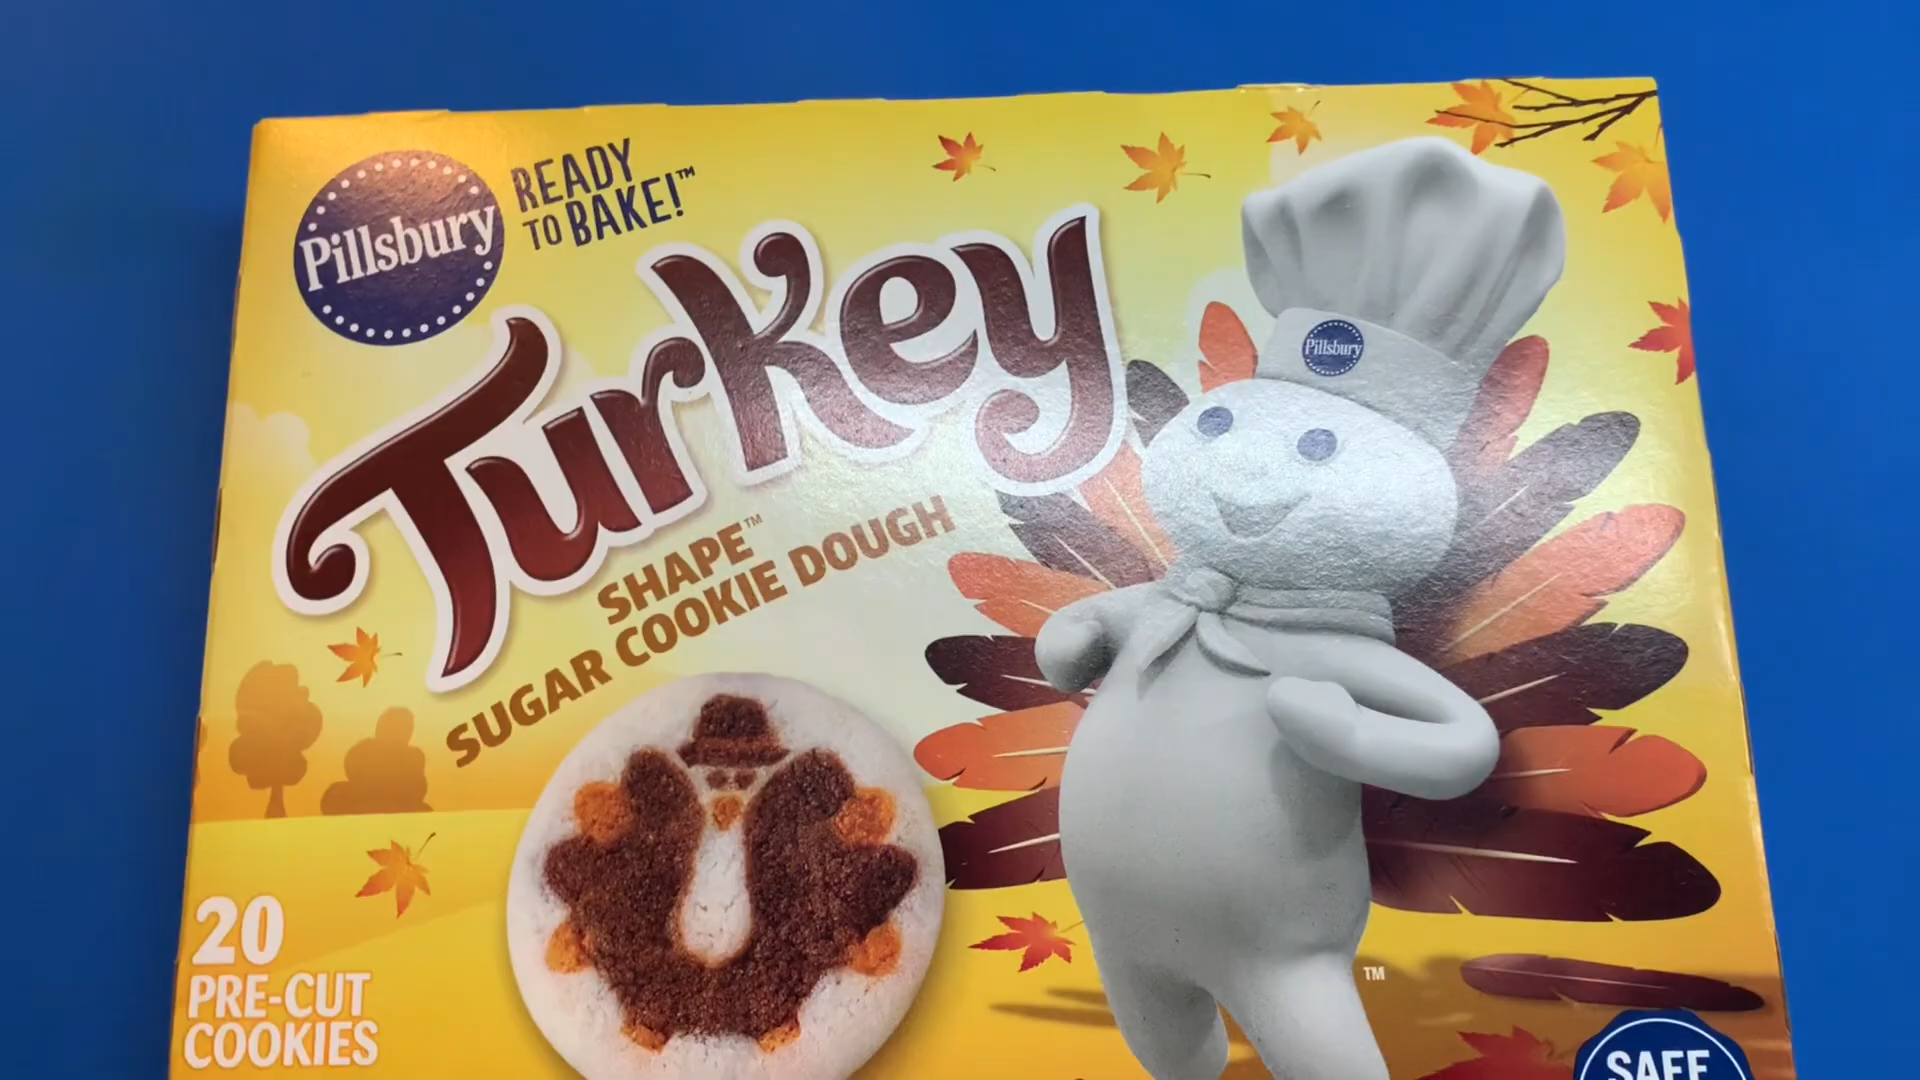 Pillsbury
READY
TO BAKE!™
Turkey
SHAPE™
SUGAR COOKIE DOUGH
Pillsbury
20
PRE-CUT
COOKIES
™
SAFE